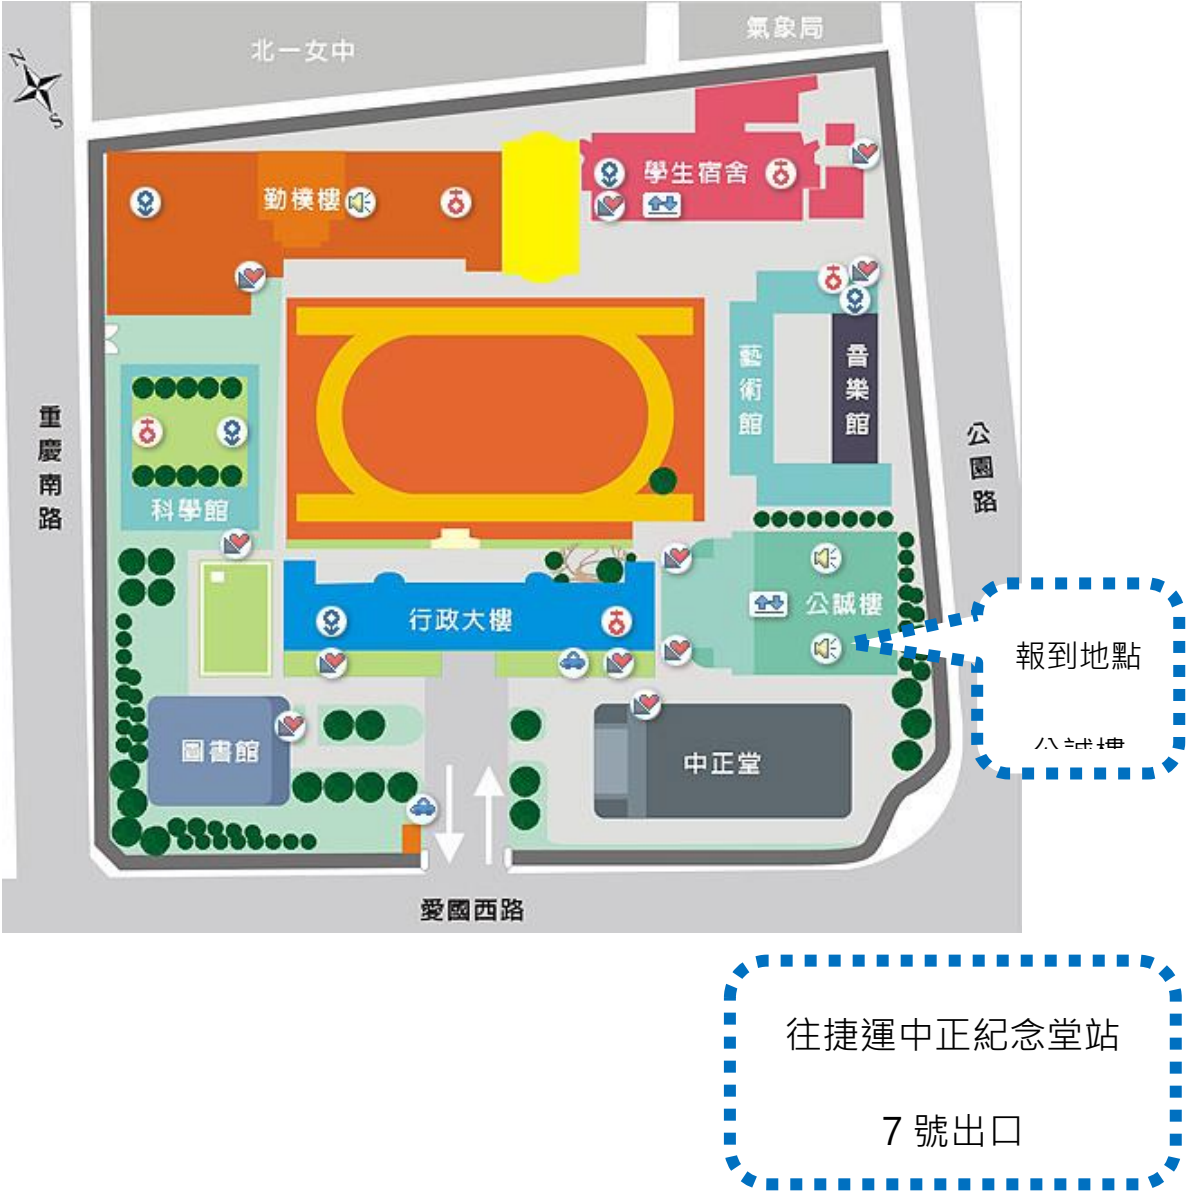 北一女中
氣象局
N
S
勤樸樓
學生宿舍
藝術館
音樂館
重慶南路
公園路
科學館
行政大樓
公誠樓
報到地點
公誠樓
圖書館
中正堂
愛國西路
往捷運中正紀念堂站
7 號出口